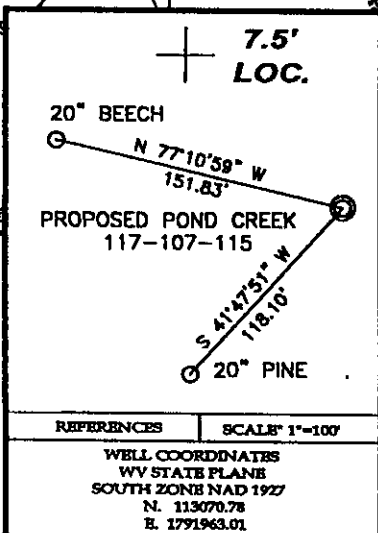 7.5'
LOC.
20" BEECH
N 77°10'59" W
151.83'
PROPOSED POND CREEK
117-107-115
S 41°47'51" W
118.10'
20" PINE
REFERENCES
SCALE" 1"=100'
WELL COORDINATES
WV STATE PLANE
SOUTH ZONE NAD 1927
N. 113070.78
E. 1791963.01